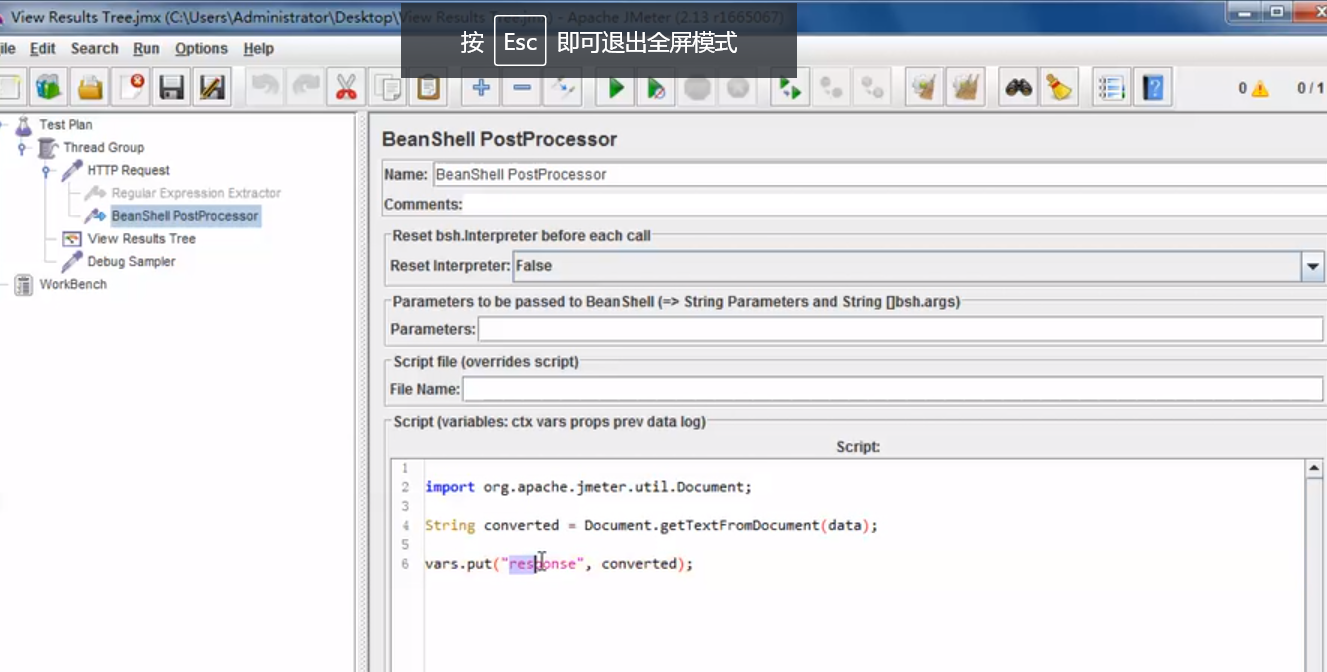 View Results Tree.jmx (C:\Users\Administrator\Desktop\View Results Tree.jmx) - Apache JMeter (2.13 r1665067)
按 Esc 即可退出全屏模式
ile Edit Search Run Options Help
0 0/1
Test Plan
Thread Group
HTTP Request
Regular Expression Extractor
BeanShell PostProcessor
View Results Tree
Debug Sampler
WorkBench
BeanShell PostProcessor
Name: BeanShell PostProcessor
Comments:
Reset bsh.Interpreter before each call
Reset Interpreter: False
Parameters to be passed to BeanShell (=> String Parameters and String []bsh.args)
Parameters:
Script file (overrides script)
File Name:
Script (variables: ctx vars props prev data log)
Script:
1
2 import org.apache.jmeter.util.Document;
3
4 String converted = Document.getTextFromDocument(data);
5
6 vars.put("response", converted);